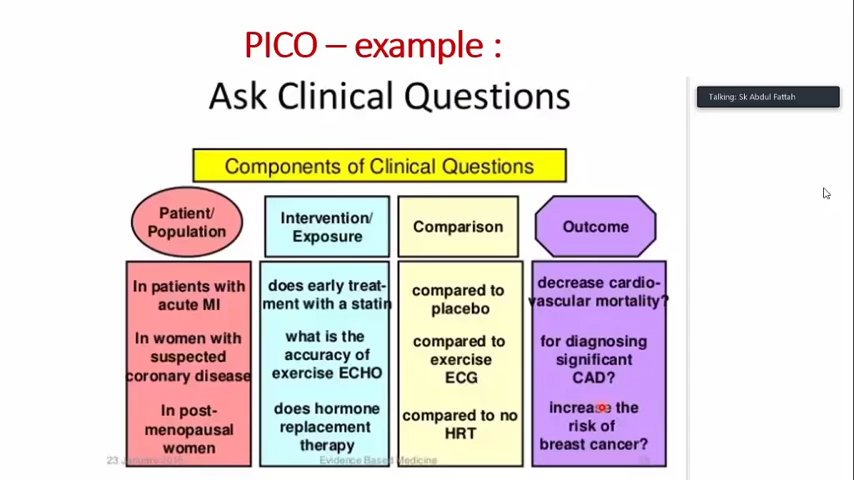 PICO – example :
Ask Clinical Questions
Talking: Sk Abdul Fattah
Components of Clinical Questions
Patient/
Population
Intervention/
Exposure
Comparison
Outcome
In patients with
acute MI
does early treat-
ment with a statin
compared to
placebo
decrease cardio-
vascular mortality?
In women with
suspected
coronary disease
what is the
accuracy of
exercise ECHO
compared to
exercise
ECG
for diagnosing
significant
CAD?
In post-
menopausal
women
does hormone
replacement
therapy
compared to no
HRT
increase the
risk of
breast cancer?
23 January
Evidence Based Medicine